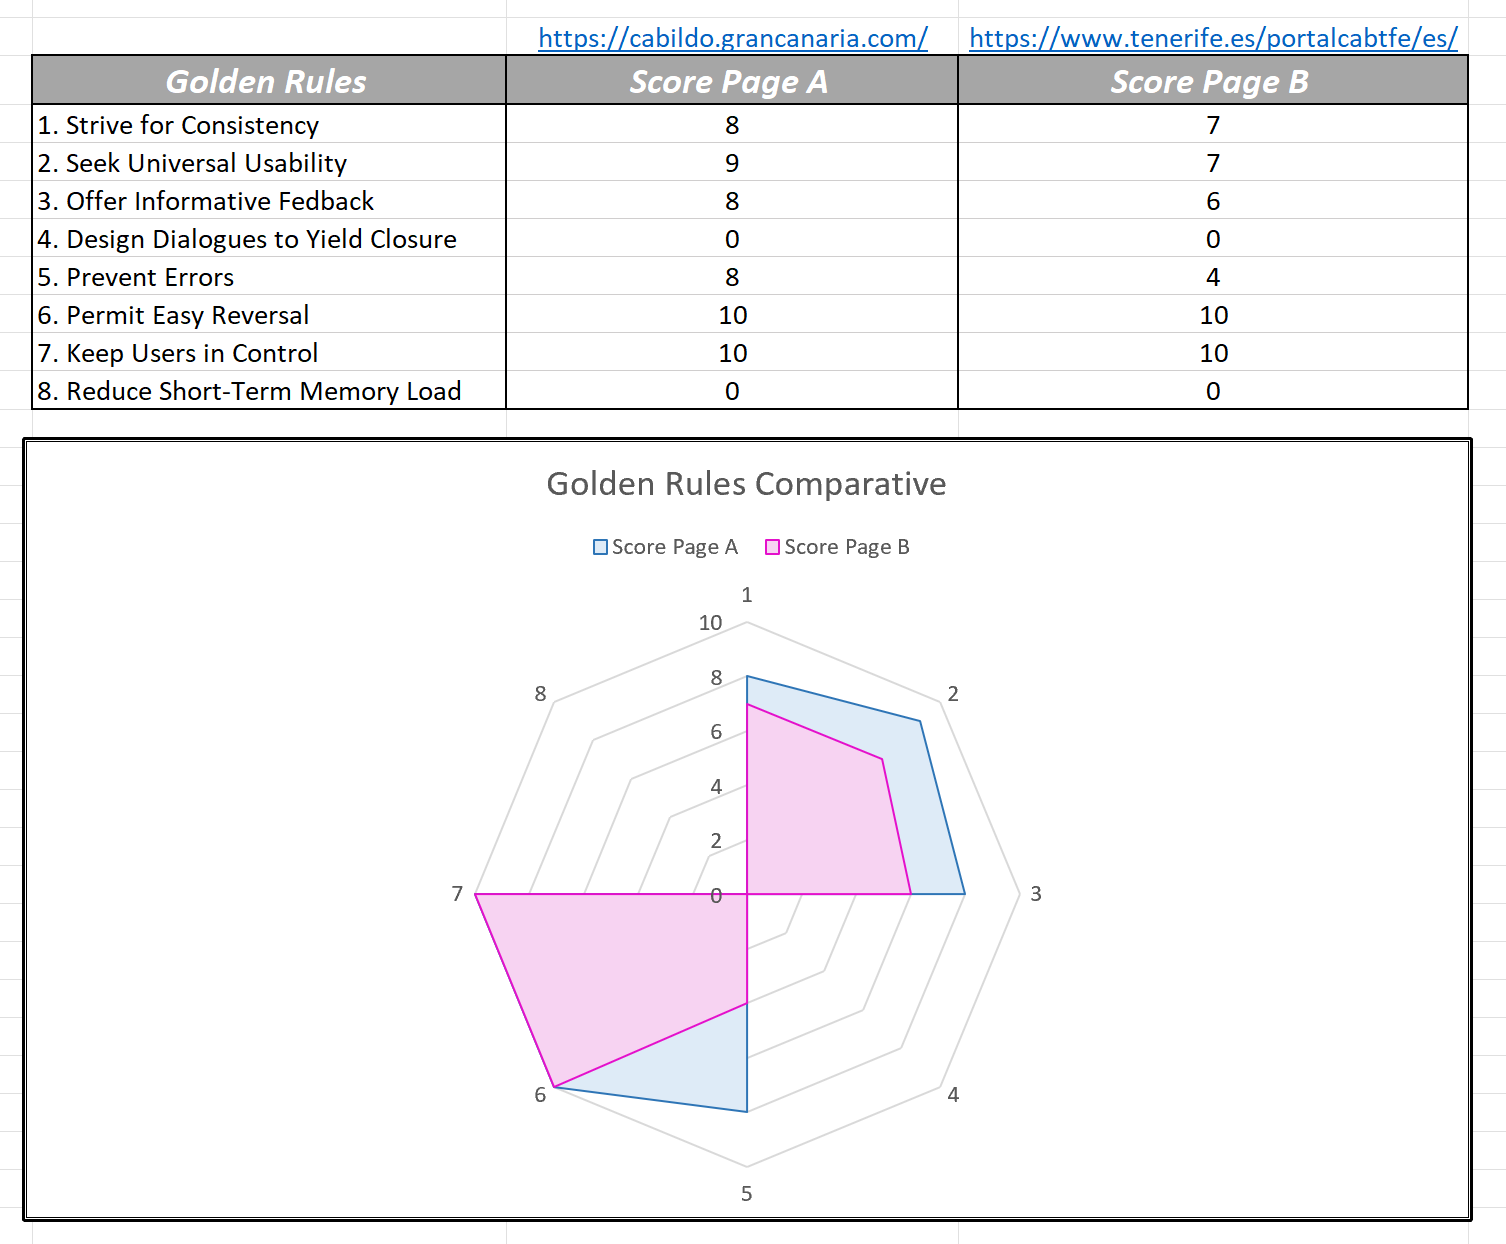 https://cabildo.grancanaria.com/ https://www.tenerife.es/portalcabtfe/es/
Golden Rules Score Page A Score Page B
1. Strive for Consistency 8 7
2. Seek Universal Usability 9 7
3. Offer Informative Fedback 8 6
4. Design Dialogues to Yield Closure 0 0
5. Prevent Errors 8 4
6. Permit Easy Reversal 10 10
7. Keep Users in Control 10 10
8. Reduce Short-Term Memory Load 0 0
Golden Rules Comparative
Score Page A Score Page B
1
10
8
8 2
6
4
2
7 0 3
6 4
5